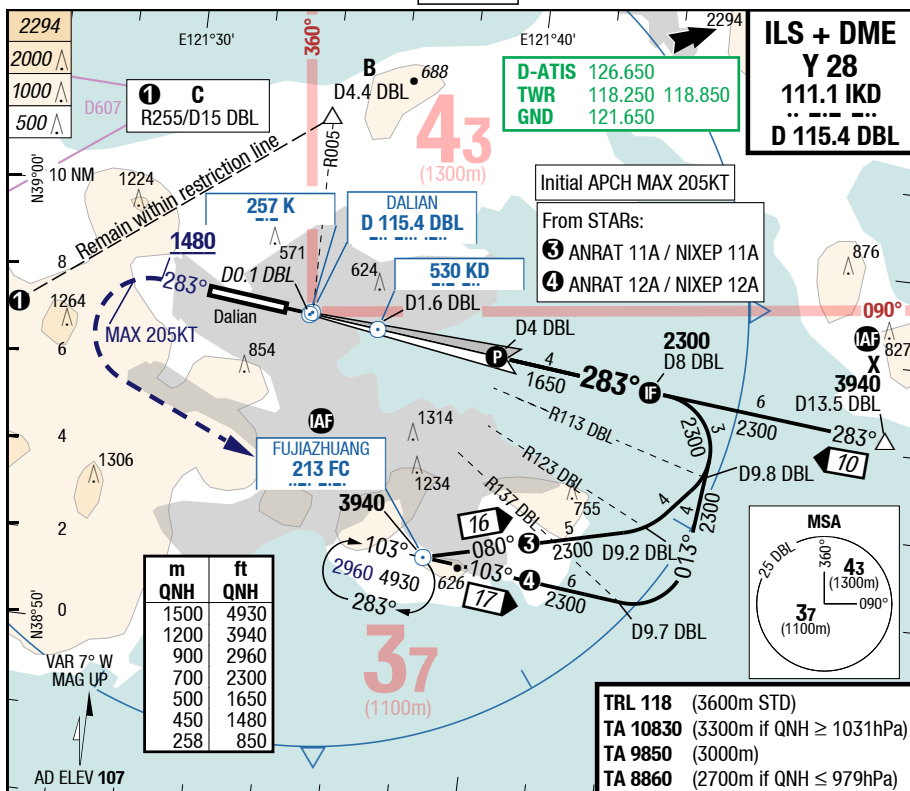 2294
2000
1000
500
E121°30'
360°
E121°40'
2294
ILS + DME
Y 28
111.1 IKD
D 115.4 DBL
D-ATIS 126.650
TWR 118.250 118.850
GND 121.650
D607
1 C
R255/D15 DBL
B
D4.4 DBL
688
43
(1300m)
R005
N39°00'
10 NM
1224
Remain within restriction line
Initial APCH MAX 205KT
From STARs:
3 ANRAT 11A / NIXEP 11A
4 ANRAT 12A / NIXEP 12A
257 K
DALIAN
D 115.4 DBL
571
624
530 KD
876
1480
8
283°
D0.1 DBL
D1.6 DBL
1
1264
Dalian
090°
MAX 205KT
D4 DBL
2300
D8 DBL
IAF
827
X
3940
D13.5 DBL
6
854
P
4
1650
283°
IF
6
2300
283°
10
3
2300
R113 DBL
IAF
1314
4
FUJIAZHUANG
213 FC
1306
1234
R123 DBL
R137 DBL
D9.8 DBL
755
4
4
2300
3940
2
16
5
2300
D9.2 DBL
103°
080°
3
2960 4930
626
103°
4
6
2300
013°
283°
17
D9.7 DBL
N38°50'
0
MSA
25 DBL
360°
43
(1300m)
090°
37
(1100m)
m ft
QNH QNH
1500 4930
1200 3940
900 2960
700 2300
500 1650
450 1480
258 850
37
(1100m)
VAR 7° W
MAG UP
AD ELEV 107
TRL 118 (3600m STD)
TA 10830 (3300m if QNH ≥ 1031hPa)
TA 9850 (3000m)
TA 8860 (2700m if QNH ≤ 979hPa)